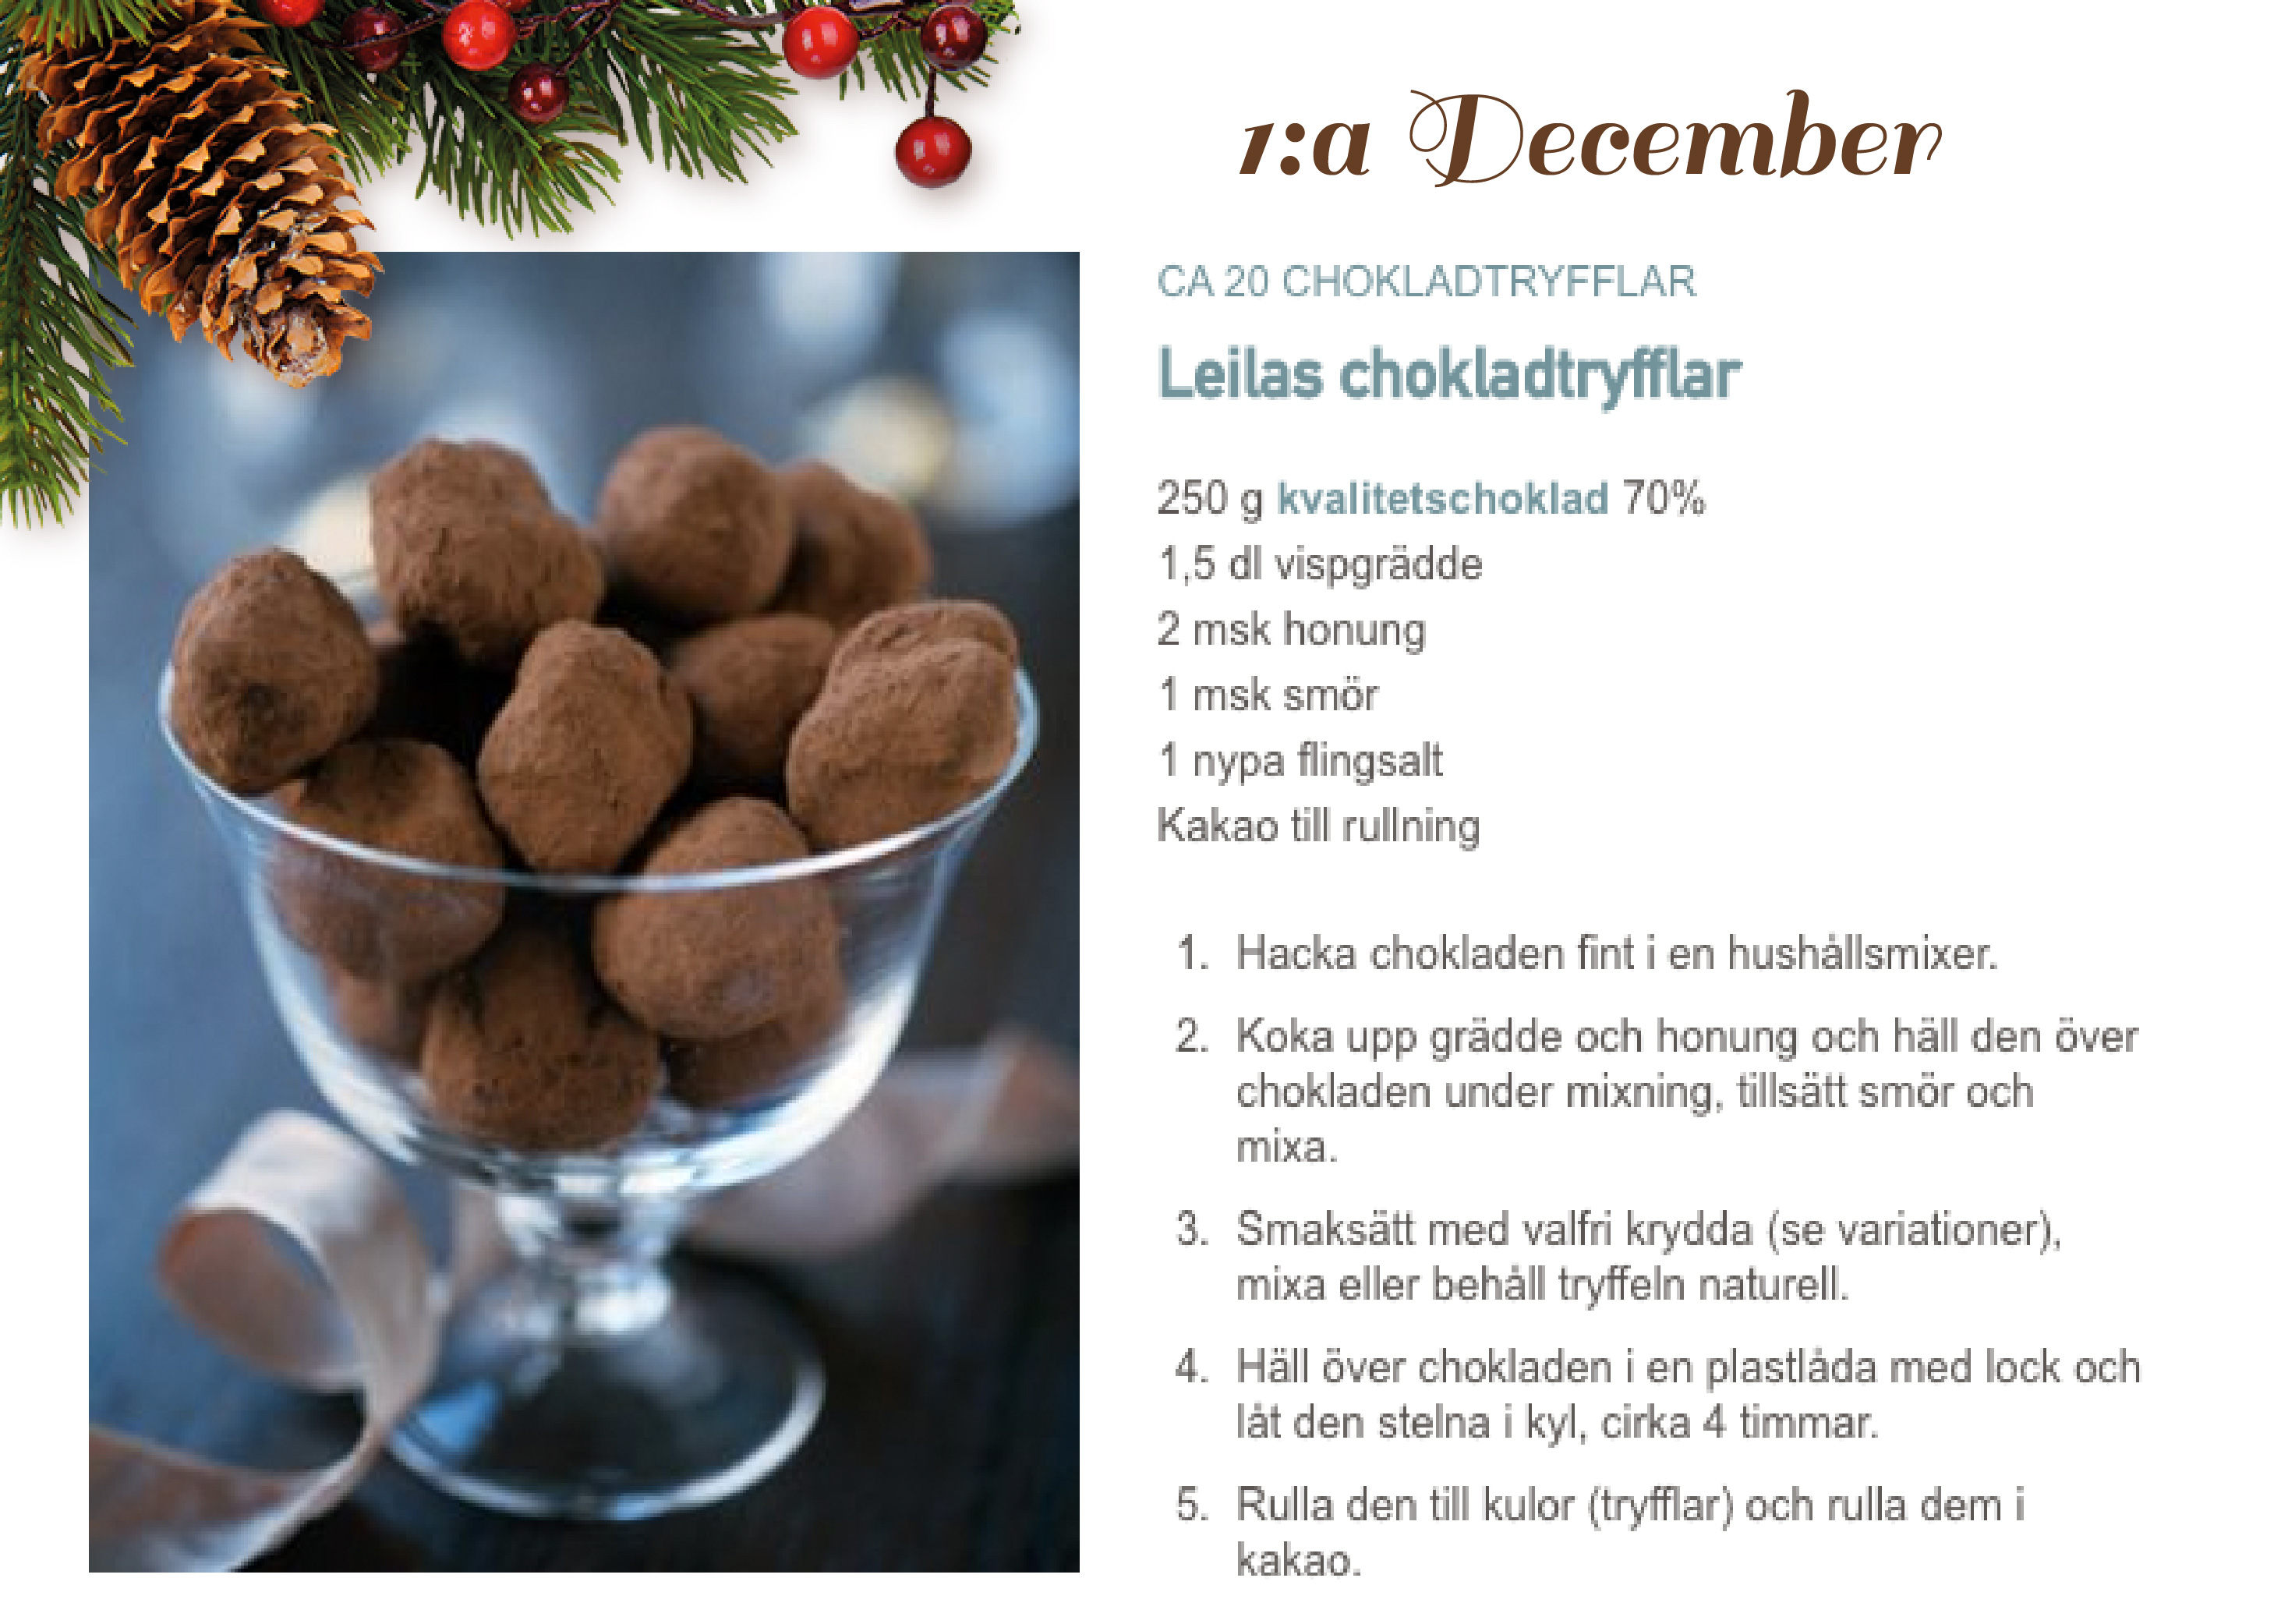 1:a December
CA 20 CHOKLADTRYFFLAR
Leilas chokladtryfflar
250 g kvalitetschoklad 70%
1,5 dl vispgrädde
2 msk honung
1 msk smör
1 nypa flingsalt
Kakao till rullning
1. Hacka chokladen fint i en hushållsmixer.
2. Koka upp grädde och honung och häll den över
chokladen under mixning, tillsätt smör och
mixa.
3. Smaksätt med valfri krydda (se variationer),
mixa eller behåll tryffeln naturell.
4. Häll över chokladen i en plastlåda med lock och
låt den stelna i kyl, cirka 4 timmar.
5. Rulla den till kulor (tryfflar) och rulla dem i
kakao.